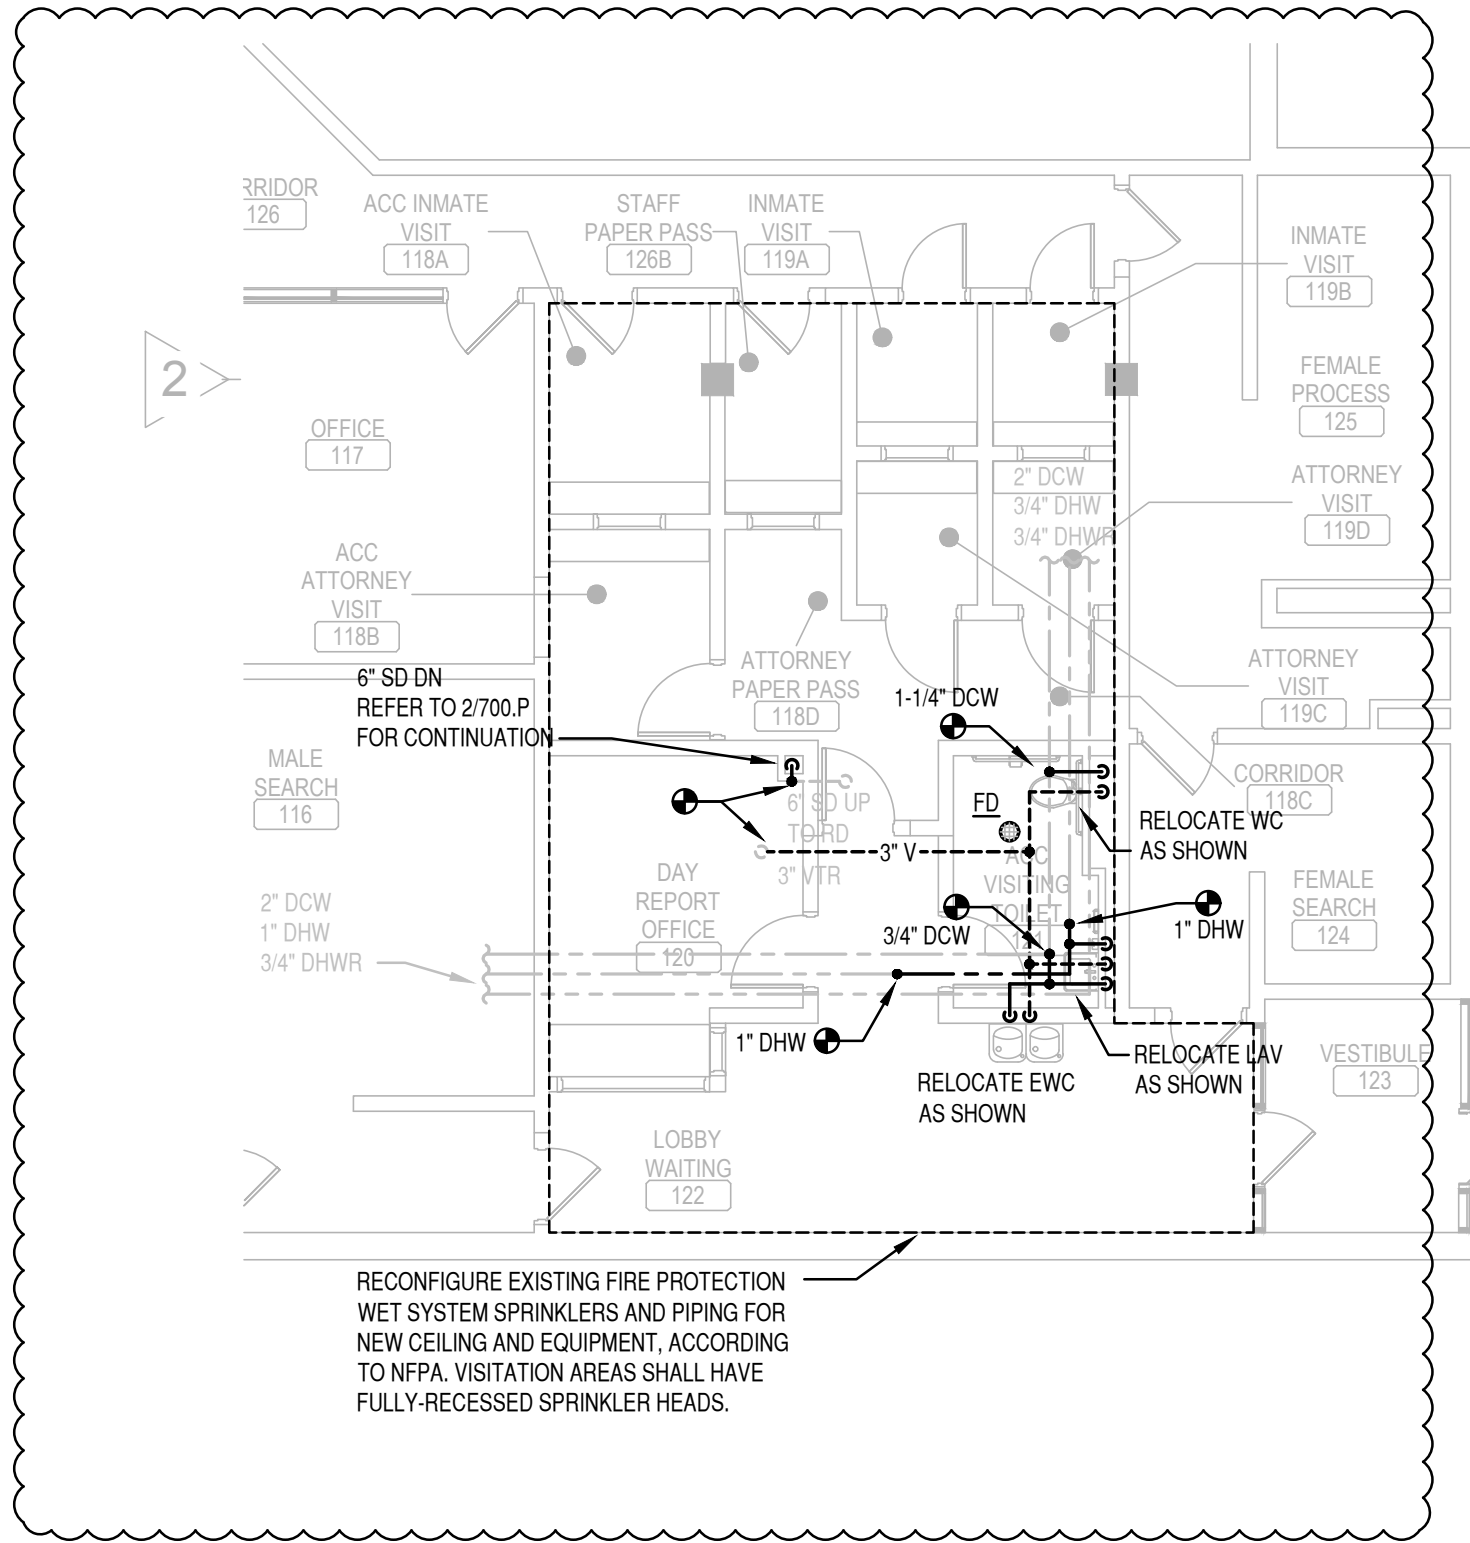 RRIDOR
126
ACC INMATE
VISIT
118A
STAFF
PAPER PASS
126B
INMATE
VISIT
119A
INMATE
VISIT
119B
2
OFFICE
117
FEMALE
PROCESS
125
2" DCW
3/4" DHW
3/4" DHWR
ATTORNEY
VISIT
119D
ACC
ATTORNEY
VISIT
118B
6" SD DN
REFER TO 2/700.P
FOR CONTINUATION
ATTORNEY
PAPER PASS
118D
1-1/4" DCW
ATTORNEY
VISIT
119C
MALE
SEARCH
116
6" SD UP
TO RD
FD
CORRIDOR
118C
RELOCATE WC
AS SHOWN
3" V
3" VTR
DAY
REPORT
OFFICE
120
ACC
VISITING
TOILET
121
2" DCW
1" DHW
3/4" DHWR
3/4" DCW
1" DHW
FEMALE
SEARCH
124
1" DHW
RELOCATE EWC
AS SHOWN
RELOCATE LAV
AS SHOWN
VESTIBULE
123
LOBBY
WAITING
122
RECONFIGURE EXISTING FIRE PROTECTION
WET SYSTEM SPRINKLERS AND PIPING FOR
NEW CEILING AND EQUIPMENT, ACCORDING
TO NFPA. VISITATION AREAS SHALL HAVE
FULLY-RECESSED SPRINKLER HEADS.